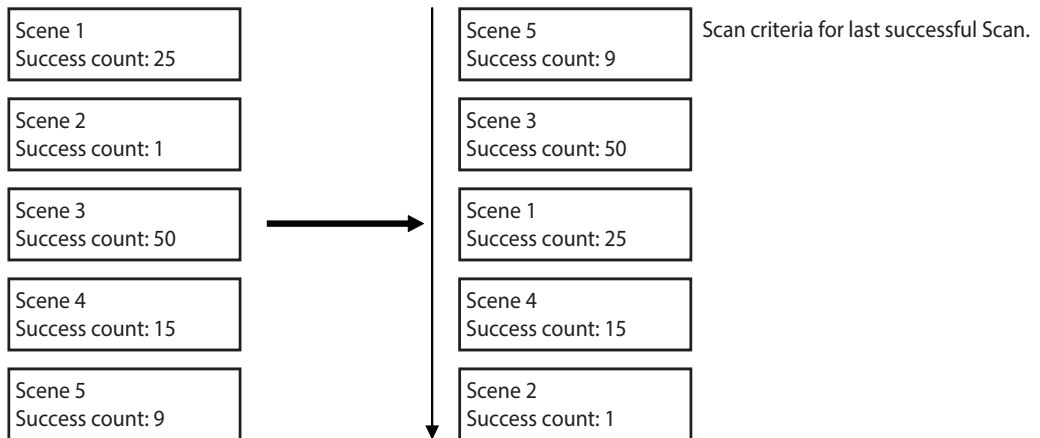 Scene 1
Success count: 25
Scene 2
Success count: 1
Scene 3
Success count: 50
Scene 4
Success count: 15
Scene 5
Success count: 9
Scene 5
Success count: 9
Scan criteria for last successful Scan.
Scene 3
Success count: 50
Scene 1
Success count: 25
Scene 4
Success count: 15
Scene 2
Success count: 1